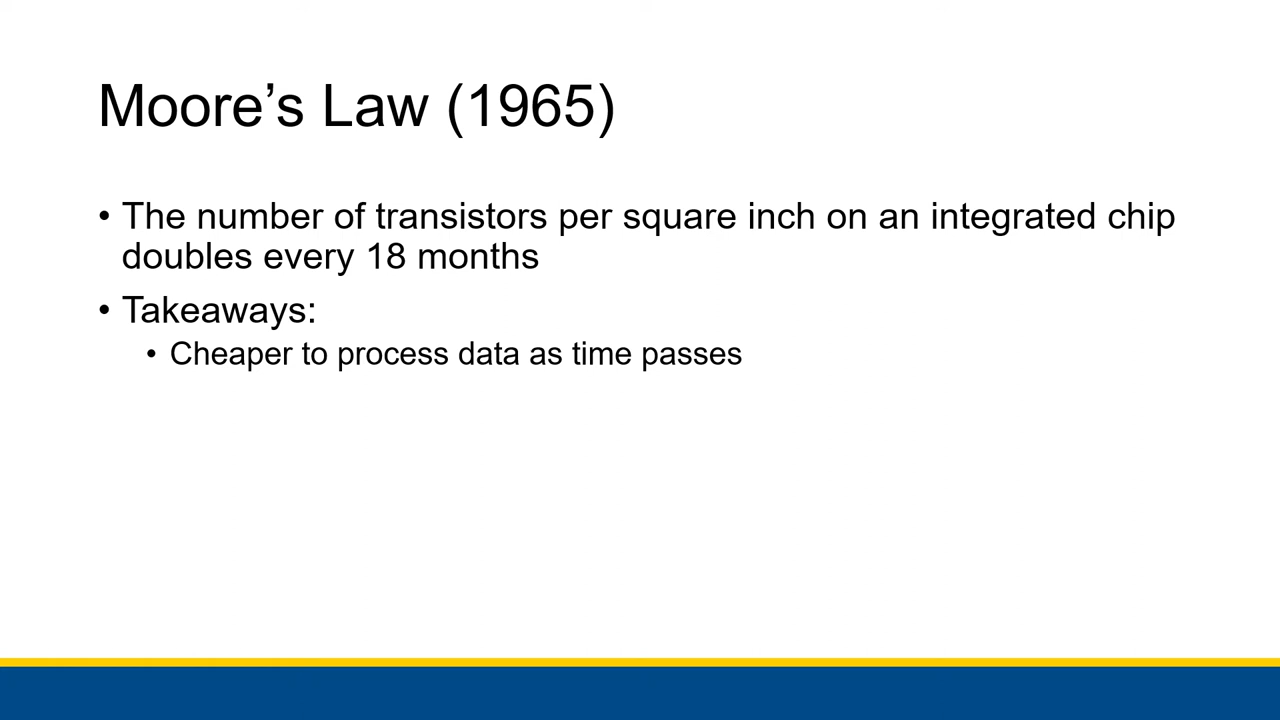 Moore’s Law (1965)
• The number of transistors per square inch on an integrated chip
doubles every 18 months
• Takeaways:
• Cheaper to process data as time passes